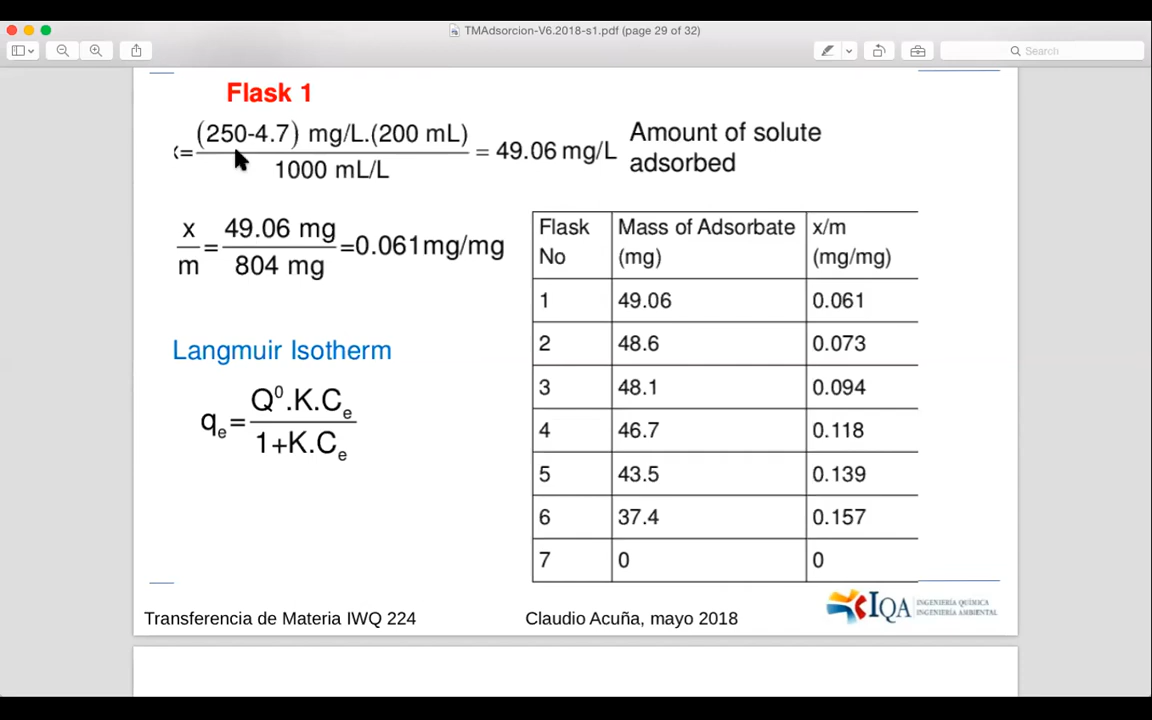 TMAdsorcion-V6.2018-s1.pdf (page 29 of 32)
Search
Flask 1
x= (250-4.7) mg/L.(200 mL) / 1000 mL/L = 49.06 mg/L
Amount of solute
adsorbed
x/m = 49.06 mg / 804 mg =0.061mg/mg
Langmuir Isotherm
qₑ= Q⁰.K.Cₑ / 1+K.Cₑ
Flask No | Mass of Adsorbate (mg) | x/m (mg/mg)
1 | 49.06 | 0.061
2 | 48.6 | 0.073
3 | 48.1 | 0.094
4 | 46.7 | 0.118
5 | 43.5 | 0.139
6 | 37.4 | 0.157
7 | 0 | 0
Transferencia de Materia IWQ 224
Claudio Acuña, mayo 2018
IQA
INGENIERÍA QUÍMICA
INGENIERÍA AMBIENTAL